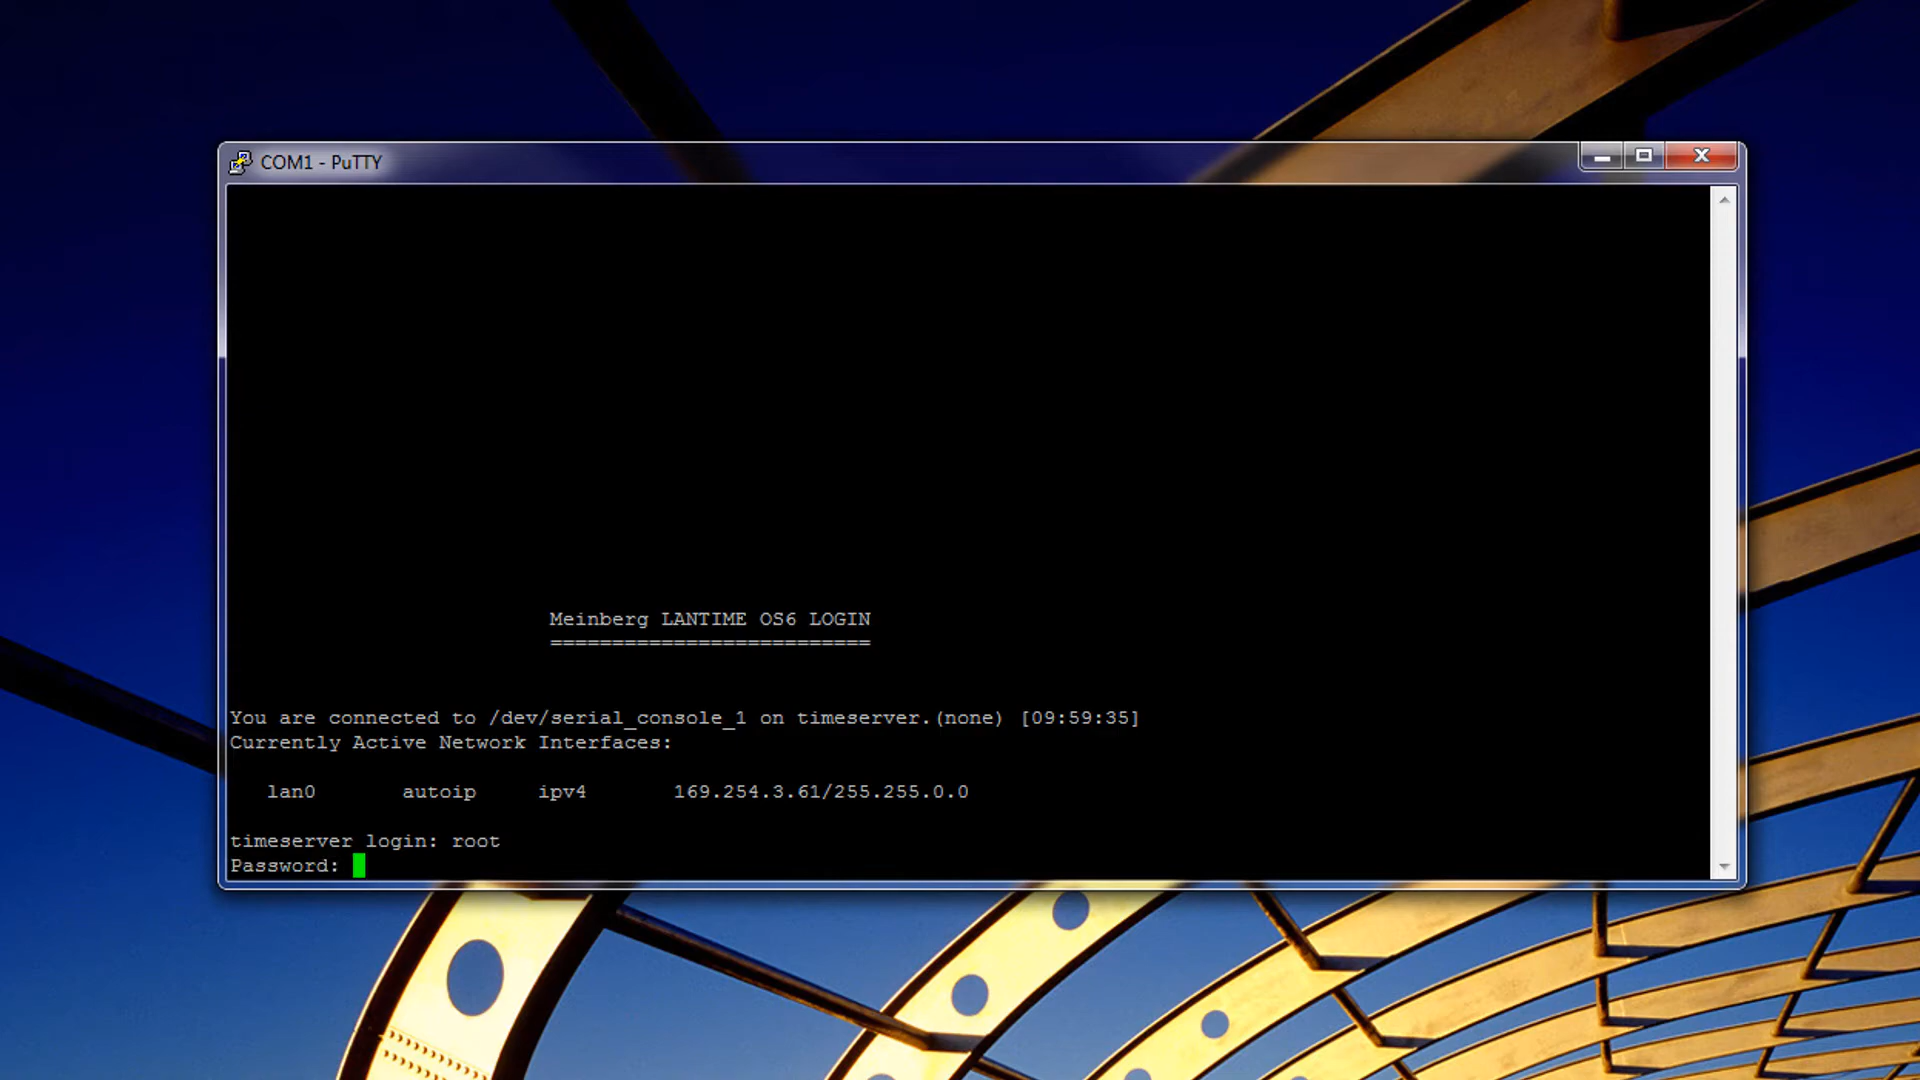 COM1 - PuTTY
Meinberg LANTIME OS6 LOGIN
==========================
You are connected to /dev/serial_console_1 on timeserver.(none) [09:59:35]
Currently Active Network Interfaces:
lan0 autoip ipv4 169.254.3.61/255.255.0.0
timeserver login: root
Password: